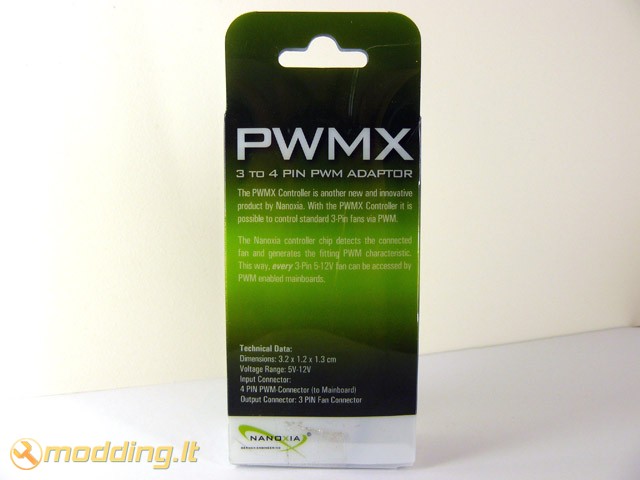 PWMX
3 TO 4 PIN PWM ADAPTOR
The PWMX Controller is another new and innovative
product by Nanoxia. With the PWMX Controller it is
possible to control standard 3-Pin fans via PWM.
The Nanoxia controller chip detects the connected
fan and generates the fitting PWM characteristic.
This way, every 3-Pin 5-12V fan can be accessed by
PWM enabled mainboards.
Technical Data:
Dimensions: 3.2 x 1.2 x 1.3 cm
Voltage Range: 5V-12V
Input Connector:
4 PIN PWM-Connector (to Mainboard)
Output Connector: 3 PIN Fan Connector
NANOXIA®
modding.lt